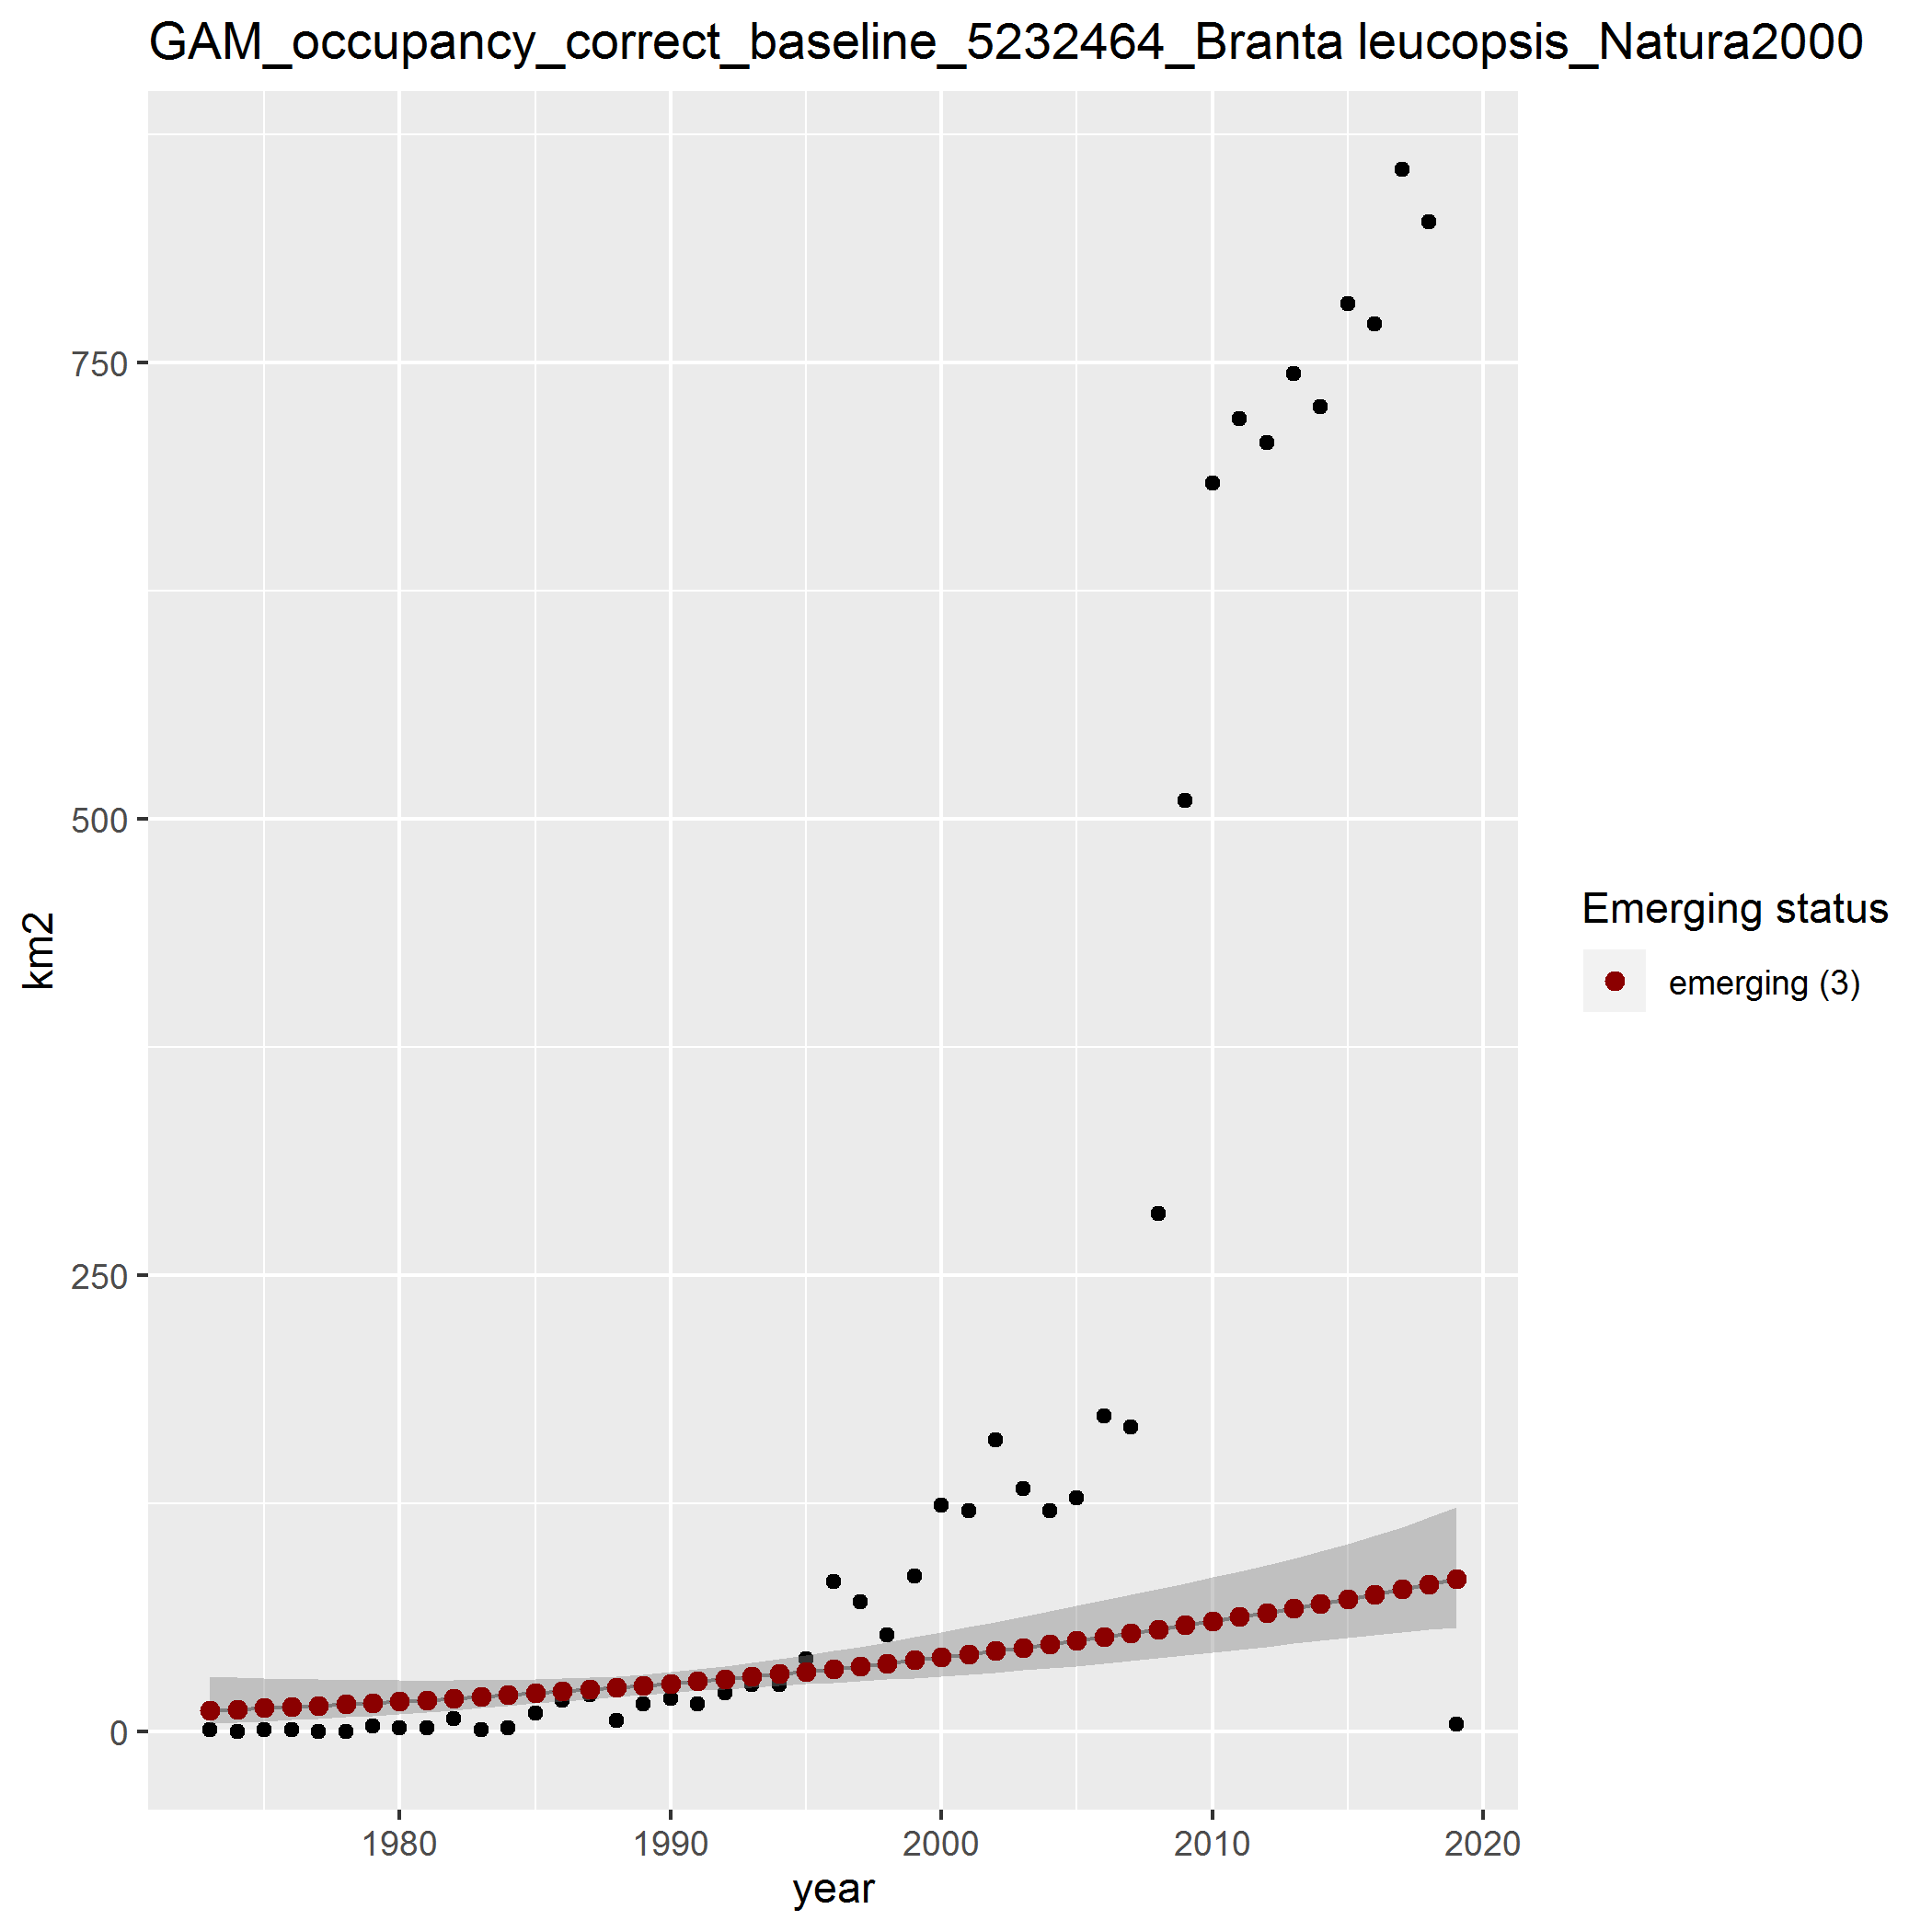 GAM_occupancy_correct_baseline_5232464_Branta leucopsis_Natura2000
750
500
250
0
km2
1980
1990
2000
2010
2020
year
Emerging status
emerging (3)